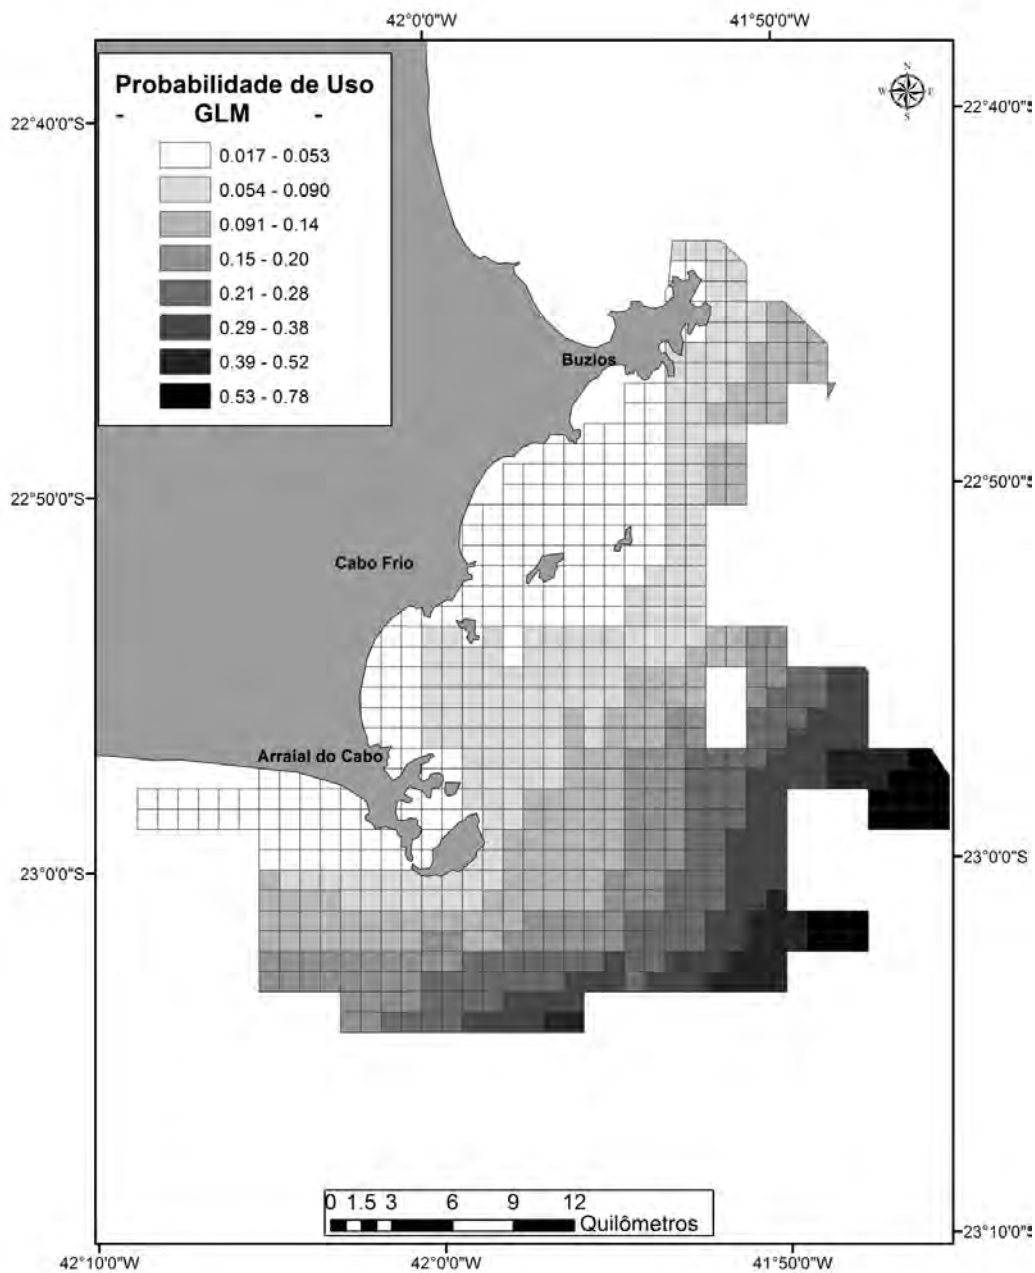 42°0'0"W 41°50'0"W
Probabilidade de Uso
- GLM -
0.017 - 0.053
0.054 - 0.090
0.091 - 0.14
0.15 - 0.20
0.21 - 0.28
0.29 - 0.38
0.39 - 0.52
0.53 - 0.78
N
W E
S
22°40'0"S
22°40'0"S
Buzios
22°50'0"S
22°50'0"S
Cabo Frio
Arraial do Cabo
23°0'0"S
23°0'0"S
0 1.5 3 6 9 12
Quilômetros
23°10'0"S
42°10'0"W 42°0'0"W 41°50'0"W